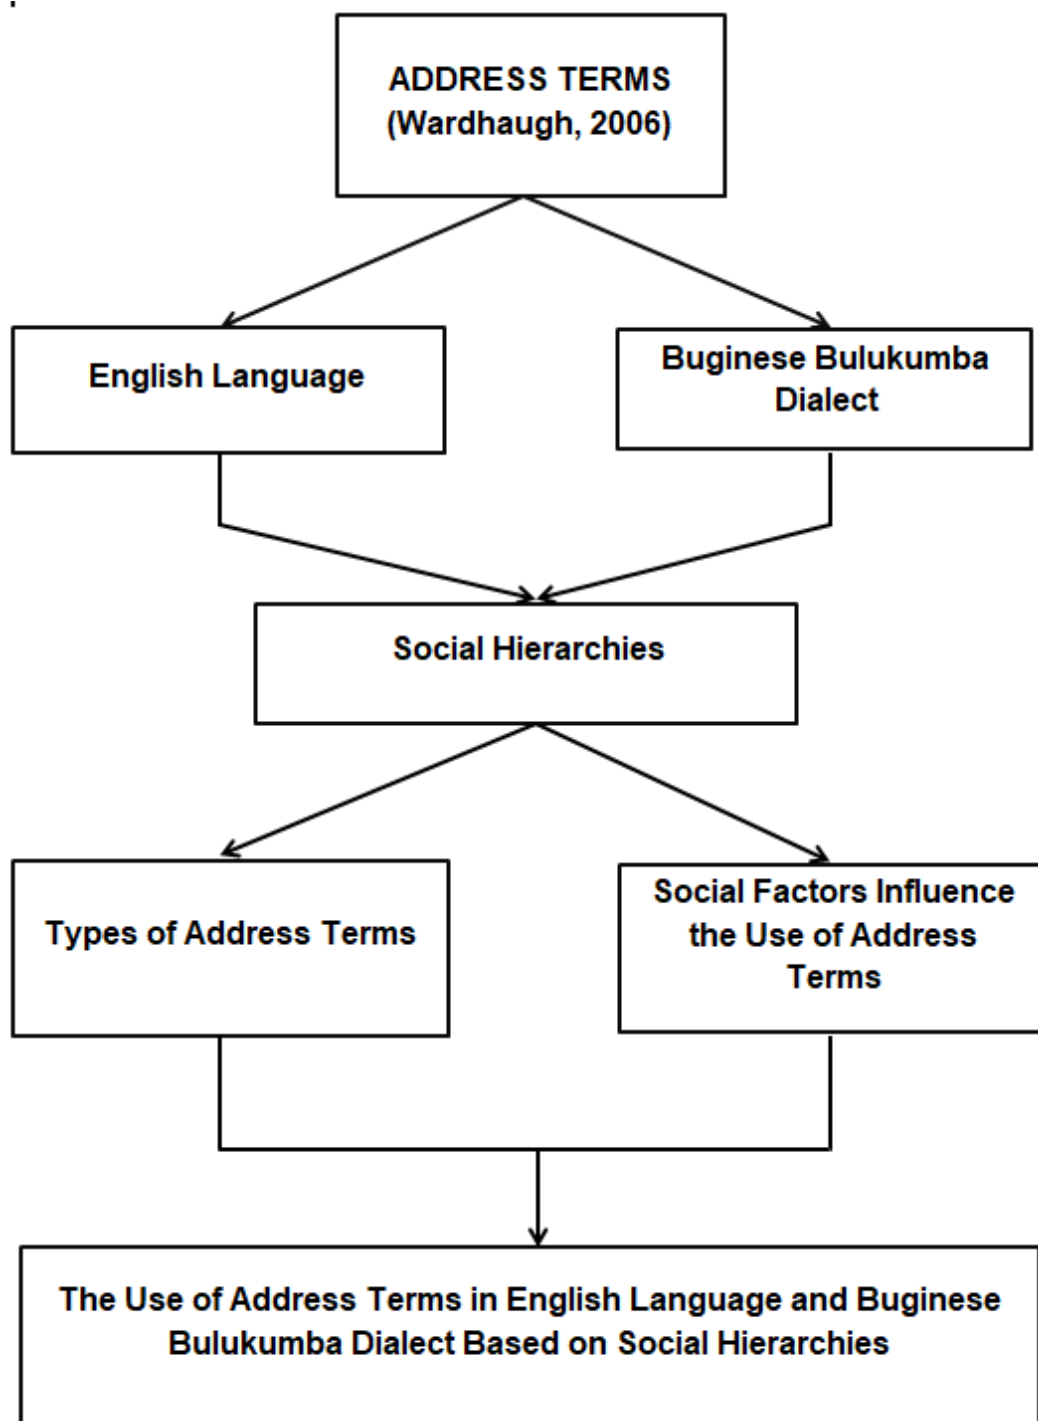 ADDRESS TERMS
(Wardhaugh, 2006)
English Language
Buginese Bulukumba
Dialect
Social Hierarchies
Types of Address Terms
Social Factors Influence
the Use of Address
Terms
The Use of Address Terms in English Language and Buginese
Bulukumba Dialect Based on Social Hierarchies